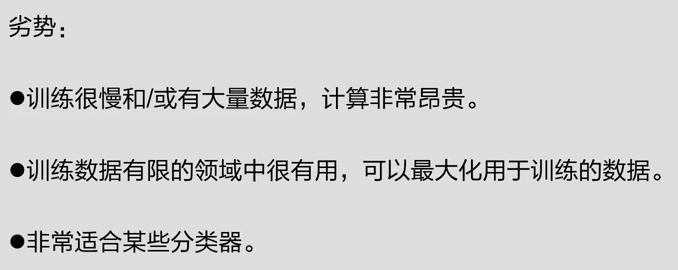 劣势：
●训练很慢和/或有大量数据，计算非常昂贵。
●训练数据有限的领域中很有用，可以最大化用于训练的数据。
●非常适合某些分类器。